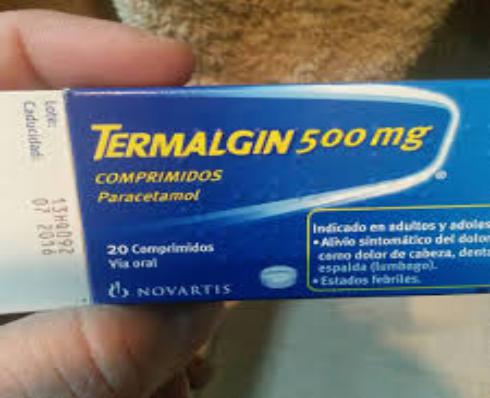 TERMALGIN 500 mg
COMPRIMIDOS
Paracetamol
20 Comprimidos
Vía oral
NOVARTIS
Indicado en adultos y adoles
• Alivio sintomático del dolor
como dolor de cabeza, dent
espalda (lumbago).
• Estados febriles.
Lote:
Caducidad:
13H0092
07 2016